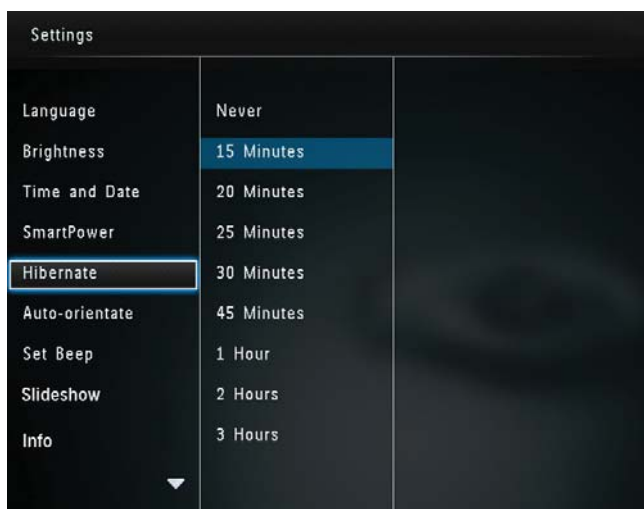 Settings
Language
Brightness
Time and Date
SmartPower
Hibernate
Auto-orientate
Set Beep
Slideshow
Info
Never
15 Minutes
20 Minutes
25 Minutes
30 Minutes
45 Minutes
1 Hour
2 Hours
3 Hours